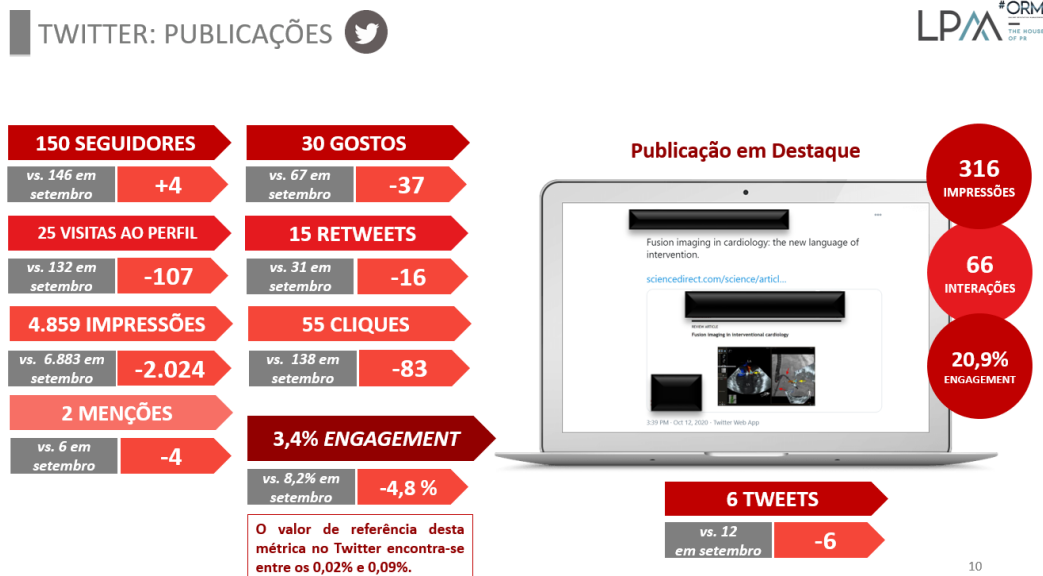 TWITTER: PUBLICAÇÕES
#ORM
LPM
THE HOUSE
OF PR
150 SEGUIDORES
vs. 146 em
setembro
+4
25 VISITAS AO PERFIL
vs. 132 em
setembro
-107
4.859 IMPRESSÕES
vs. 6.883 em
setembro
-2.024
2 MENÇÕES
vs. 6 em
setembro
-4
30 GOSTOS
vs. 67 em
setembro
-37
15 RETWEETS
vs. 31 em
setembro
-16
55 CLIQUES
vs. 138 em
setembro
-83
3,4% ENGAGEMENT
vs. 8,2% em
setembro
-4,8 %
O valor de referência desta
métrica no Twitter encontra-se
entre os 0,02% e 0,09%.
Publicação em Destaque
Fusion imaging in cardiology: the new language of
intervention.
sciencedirect.com/science/articl...
REVIEW ARTICLE
Fusion imaging in interventional cardiology
3:39 PM · Oct 12, 2020 · Twitter Web App
316
IMPRESSÕES
66
INTERAÇÕES
20,9%
ENGAGEMENT
6 TWEETS
vs. 12
em setembro
-6
10